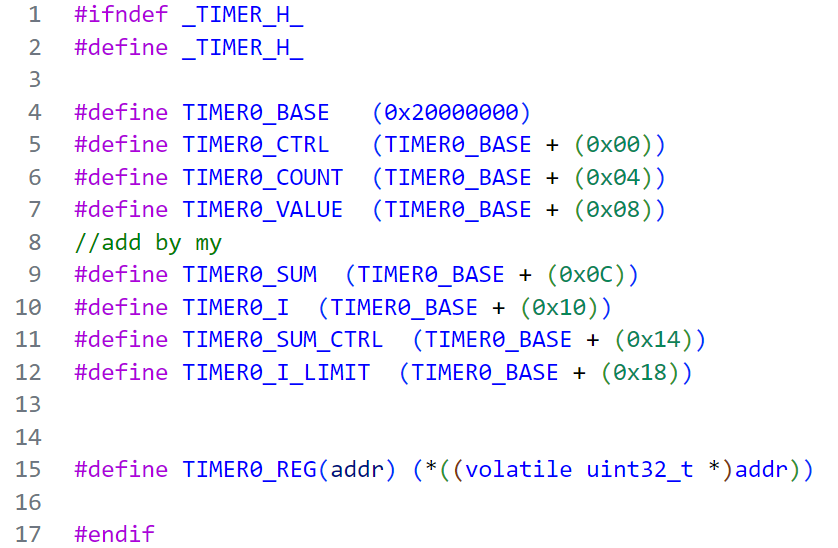 1 #ifndef _TIMER_H_
2 #define _TIMER_H_
3
4 #define TIMER0_BASE   (0x20000000)
5 #define TIMER0_CTRL   (TIMER0_BASE + (0x00))
6 #define TIMER0_COUNT  (TIMER0_BASE + (0x04))
7 #define TIMER0_VALUE  (TIMER0_BASE + (0x08))
8 //add by my
9 #define TIMER0_SUM  (TIMER0_BASE + (0x0C))
10 #define TIMER0_I  (TIMER0_BASE + (0x10))
11 #define TIMER0_SUM_CTRL  (TIMER0_BASE + (0x14))
12 #define TIMER0_I_LIMIT  (TIMER0_BASE + (0x18))
13
14
15 #define TIMER0_REG(addr) (*((volatile uint32_t *)addr))
16
17 #endif